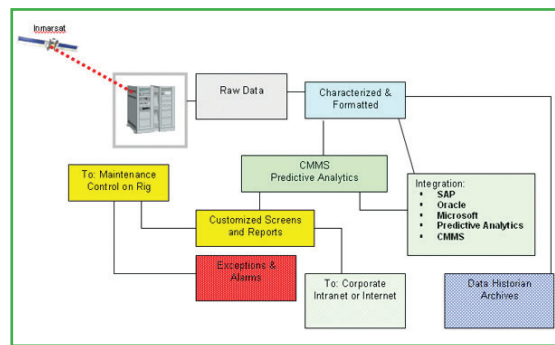 Inmarsat
Raw Data
Characterized &
Formatted
CMMS
Predictive Analytics
To: Maintenance
Control on Rig
Integration:
• SAP
• Oracle
• Microsoft
• Predictive Analytics
• CMMS
Customized Screens
and Reports
Exceptions &
Alarms
To: Corporate
Intranet or Internet
Data Historian
Archives